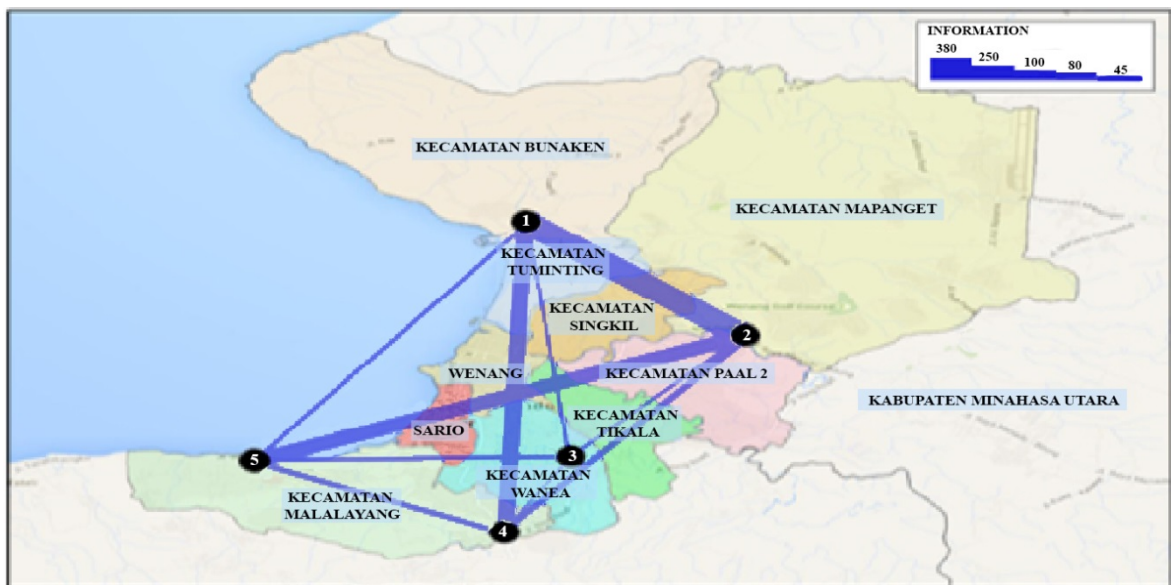 INFORMATION
380 250 100 80 45
KECAMATAN BUNAKEN
KECAMATAN MAPANGET
1
KECAMATAN
TUMINTING
KECAMATAN
SINGKIL
2
WENANG
KECAMATAN PAAL 2
KABUPATEN MINAHASA UTARA
KECAMATAN
TIKALA
SARIO
5
3
KECAMATAN
WANEA
KECAMATAN
MALALAYANG
4